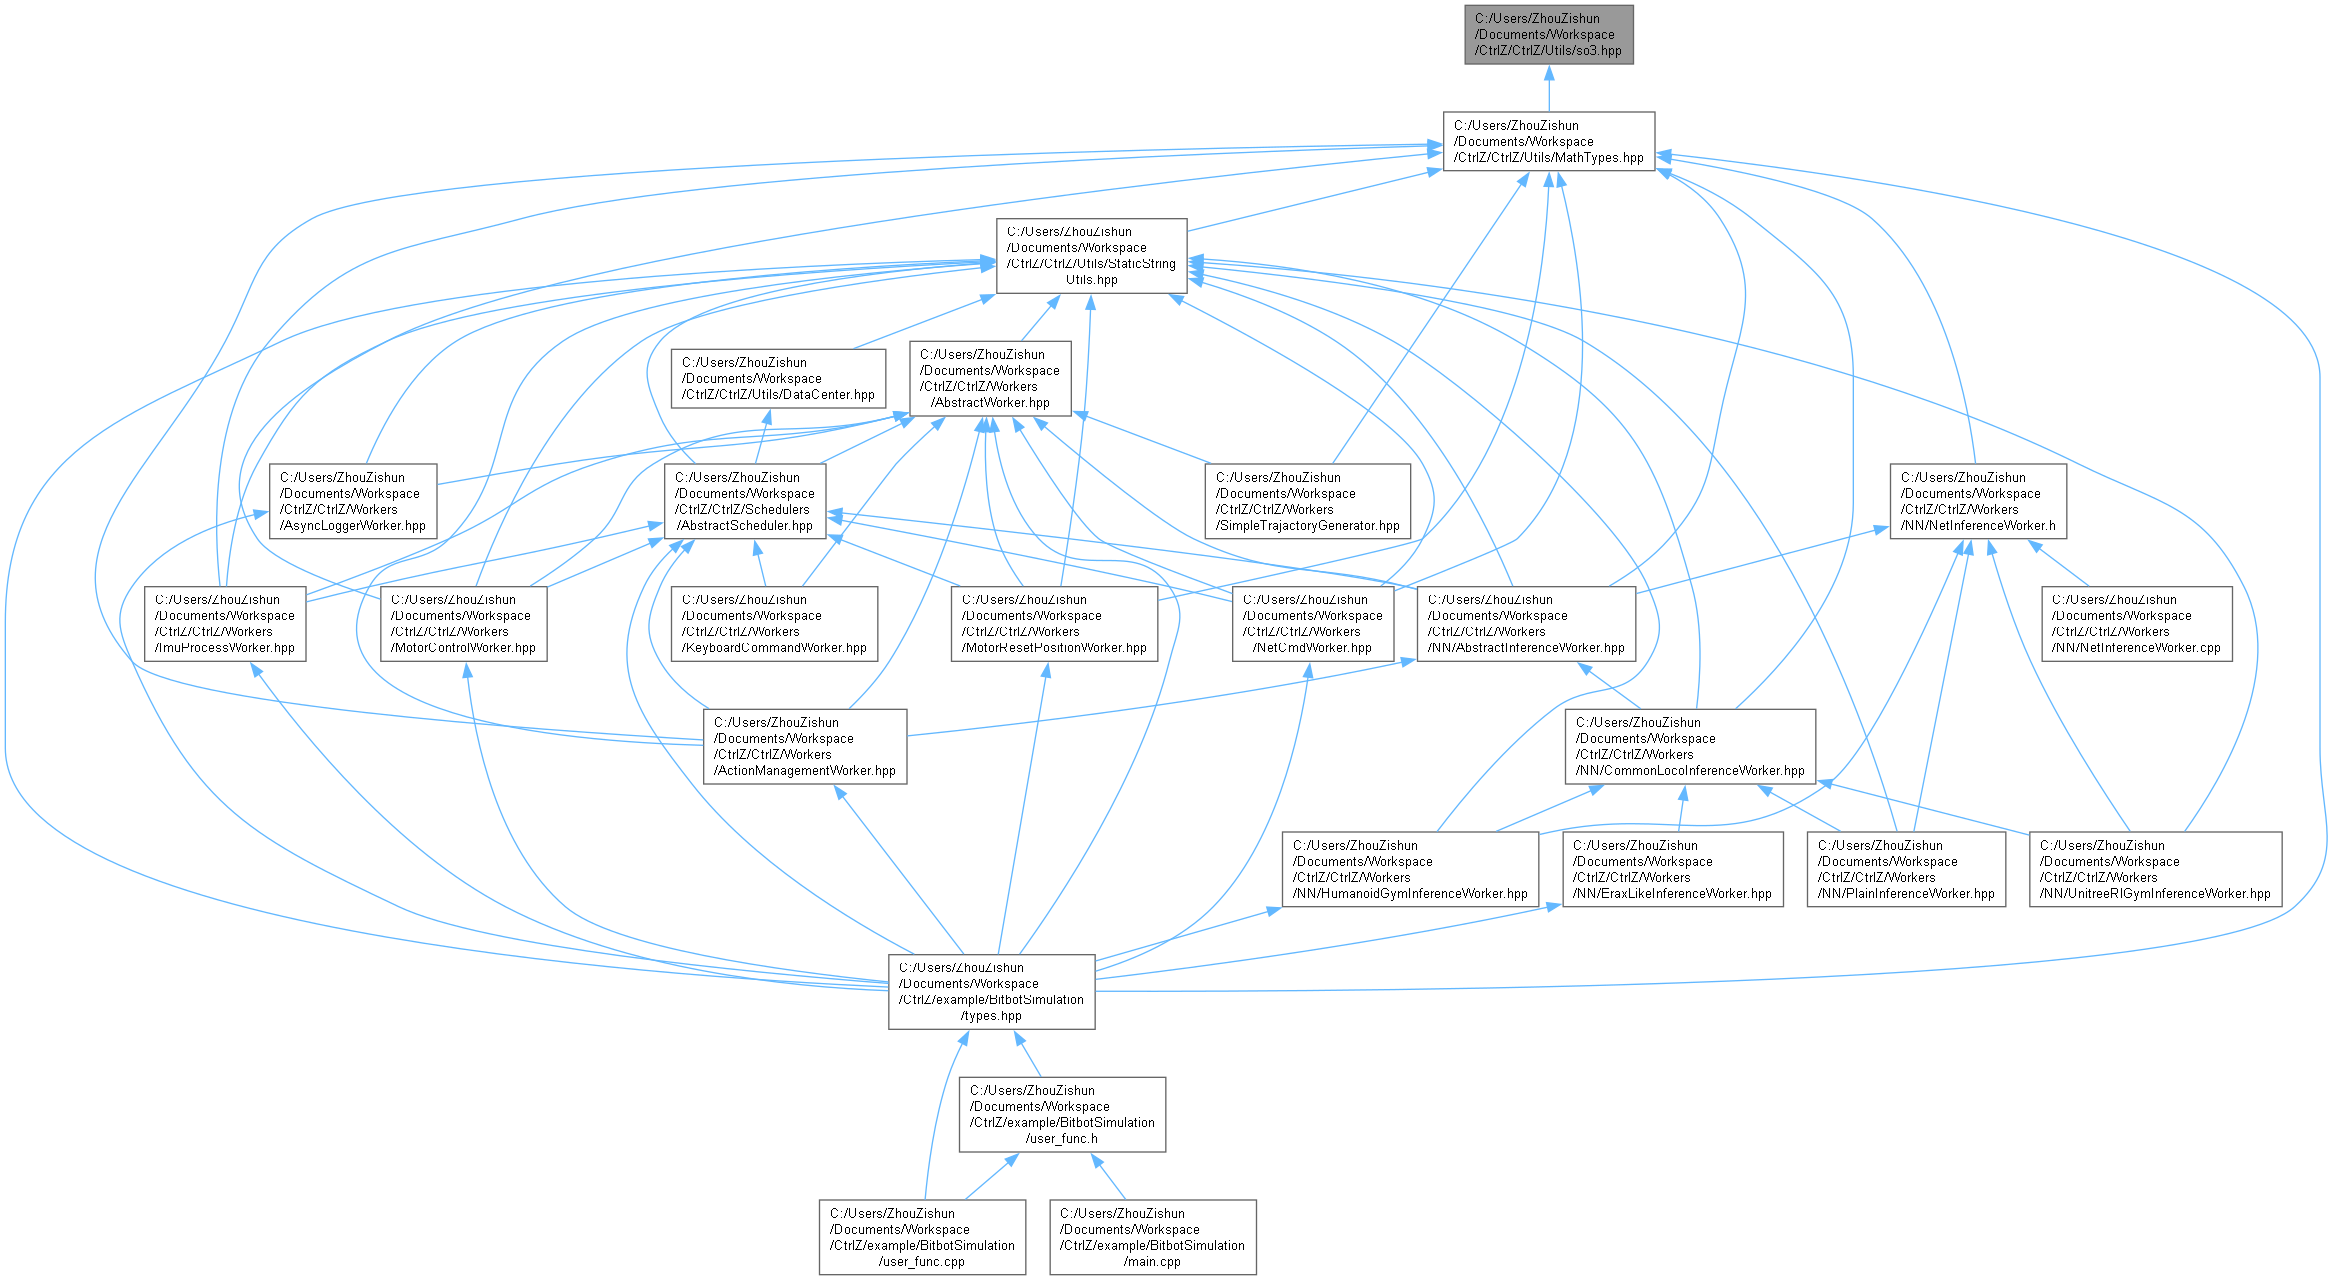 C:/Users/ZhouZishun
/Documents/Workspace
/CtrlZ/CtrlZ/Utils/so3.hpp
C:/Users/ZhouZishun
/Documents/Workspace
/CtrlZ/CtrlZ/Utils/MathTypes.hpp
C:/Users/ZhouZishun
/Documents/Workspace
/CtrlZ/CtrlZ/Utils/StaticString
Utils.hpp
C:/Users/ZhouZishun
/Documents/Workspace
/CtrlZ/CtrlZ/Utils/DataCenter.hpp
C:/Users/ZhouZishun
/Documents/Workspace
/CtrlZ/CtrlZ/Workers
/AbstractWorker.hpp
C:/Users/ZhouZishun
/Documents/Workspace
/CtrlZ/CtrlZ/Workers
/AsyncLoggerWorker.hpp
C:/Users/ZhouZishun
/Documents/Workspace
/CtrlZ/CtrlZ/Schedulers
/AbstractScheduler.hpp
C:/Users/ZhouZishun
/Documents/Workspace
/CtrlZ/CtrlZ/Workers
/SimpleTrajectoryGenerator.hpp
C:/Users/ZhouZishun
/Documents/Workspace
/CtrlZ/CtrlZ/Workers
/NN/NetInferenceWorker.h
C:/Users/ZhouZishun
/Documents/Workspace
/CtrlZ/CtrlZ/Workers
/ImuProcessWorker.hpp
C:/Users/ZhouZishun
/Documents/Workspace
/CtrlZ/CtrlZ/Workers
/MotorControlWorker.hpp
C:/Users/ZhouZishun
/Documents/Workspace
/CtrlZ/CtrlZ/Workers
/KeyboardCommandWorker.hpp
C:/Users/ZhouZishun
/Documents/Workspace
/CtrlZ/CtrlZ/Workers
/MotorResetPositionWorker.hpp
C:/Users/ZhouZishun
/Documents/Workspace
/CtrlZ/CtrlZ/Workers
/NetCmdWorker.hpp
C:/Users/ZhouZishun
/Documents/Workspace
/CtrlZ/CtrlZ/Workers
/NN/AbstractInferenceWorker.hpp
C:/Users/ZhouZishun
/Documents/Workspace
/CtrlZ/CtrlZ/Workers
/NN/NetInferenceWorker.cpp
C:/Users/ZhouZishun
/Documents/Workspace
/CtrlZ/CtrlZ/Workers
/ActionManagementWorker.hpp
C:/Users/ZhouZishun
/Documents/Workspace
/CtrlZ/CtrlZ/Workers
/NN/CommonLocoInferenceWorker.hpp
C:/Users/ZhouZishun
/Documents/Workspace
/CtrlZ/CtrlZ/Workers
/NN/HumanoidGymInferenceWorker.hpp
C:/Users/ZhouZishun
/Documents/Workspace
/CtrlZ/CtrlZ/Workers
/NN/EraxLikeInferenceWorker.hpp
C:/Users/ZhouZishun
/Documents/Workspace
/CtrlZ/CtrlZ/Workers
/NN/PlainInferenceWorker.hpp
C:/Users/ZhouZishun
/Documents/Workspace
/CtrlZ/CtrlZ/Workers
/NN/UnitreeRlGymInferenceWorker.hpp
C:/Users/ZhouZishun
/Documents/Workspace
/CtrlZ/example/BitbotSimulation
/types.hpp
C:/Users/ZhouZishun
/Documents/Workspace
/CtrlZ/example/BitbotSimulation
/user_func.h
C:/Users/ZhouZishun
/Documents/Workspace
/CtrlZ/example/BitbotSimulation
/user_func.cpp
C:/Users/ZhouZishun
/Documents/Workspace
/CtrlZ/example/BitbotSimulation
/main.cpp